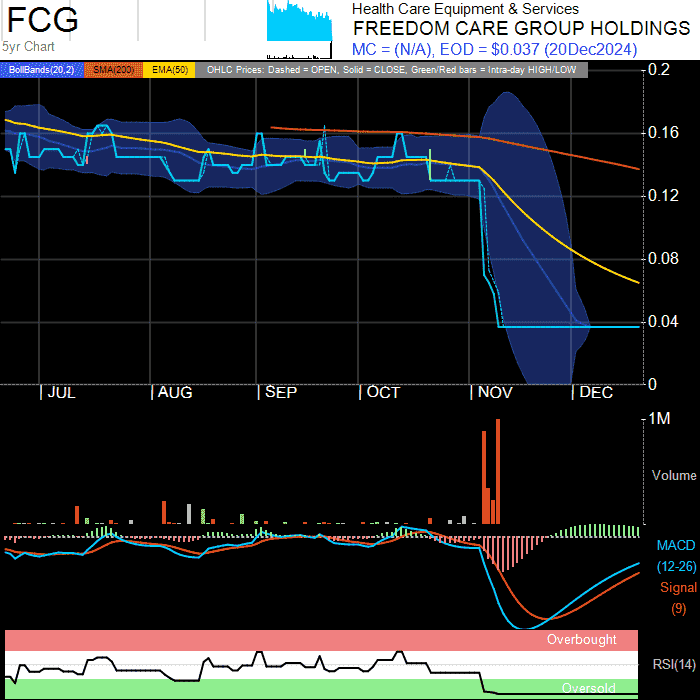 FCG
5yr Chart
Health Care Equipment & Services
FREEDOM CARE GROUP HOLDINGS
MC = (N/A), EOD = $0.037 (20Dec2024)
BollBands(20,2) SMA(200) EMA(50) OHLC Prices: Dashed = OPEN, Solid = CLOSE, Green/Red bars = Intra-day HIGH/LOW
0.2
0.16
0.12
0.08
0.04
0
| JUL | AUG | SEP | OCT | NOV | DEC
1M
Volume
MACD
(12-26)
Signal
(9)
Overbought
RSI(14)
Oversold